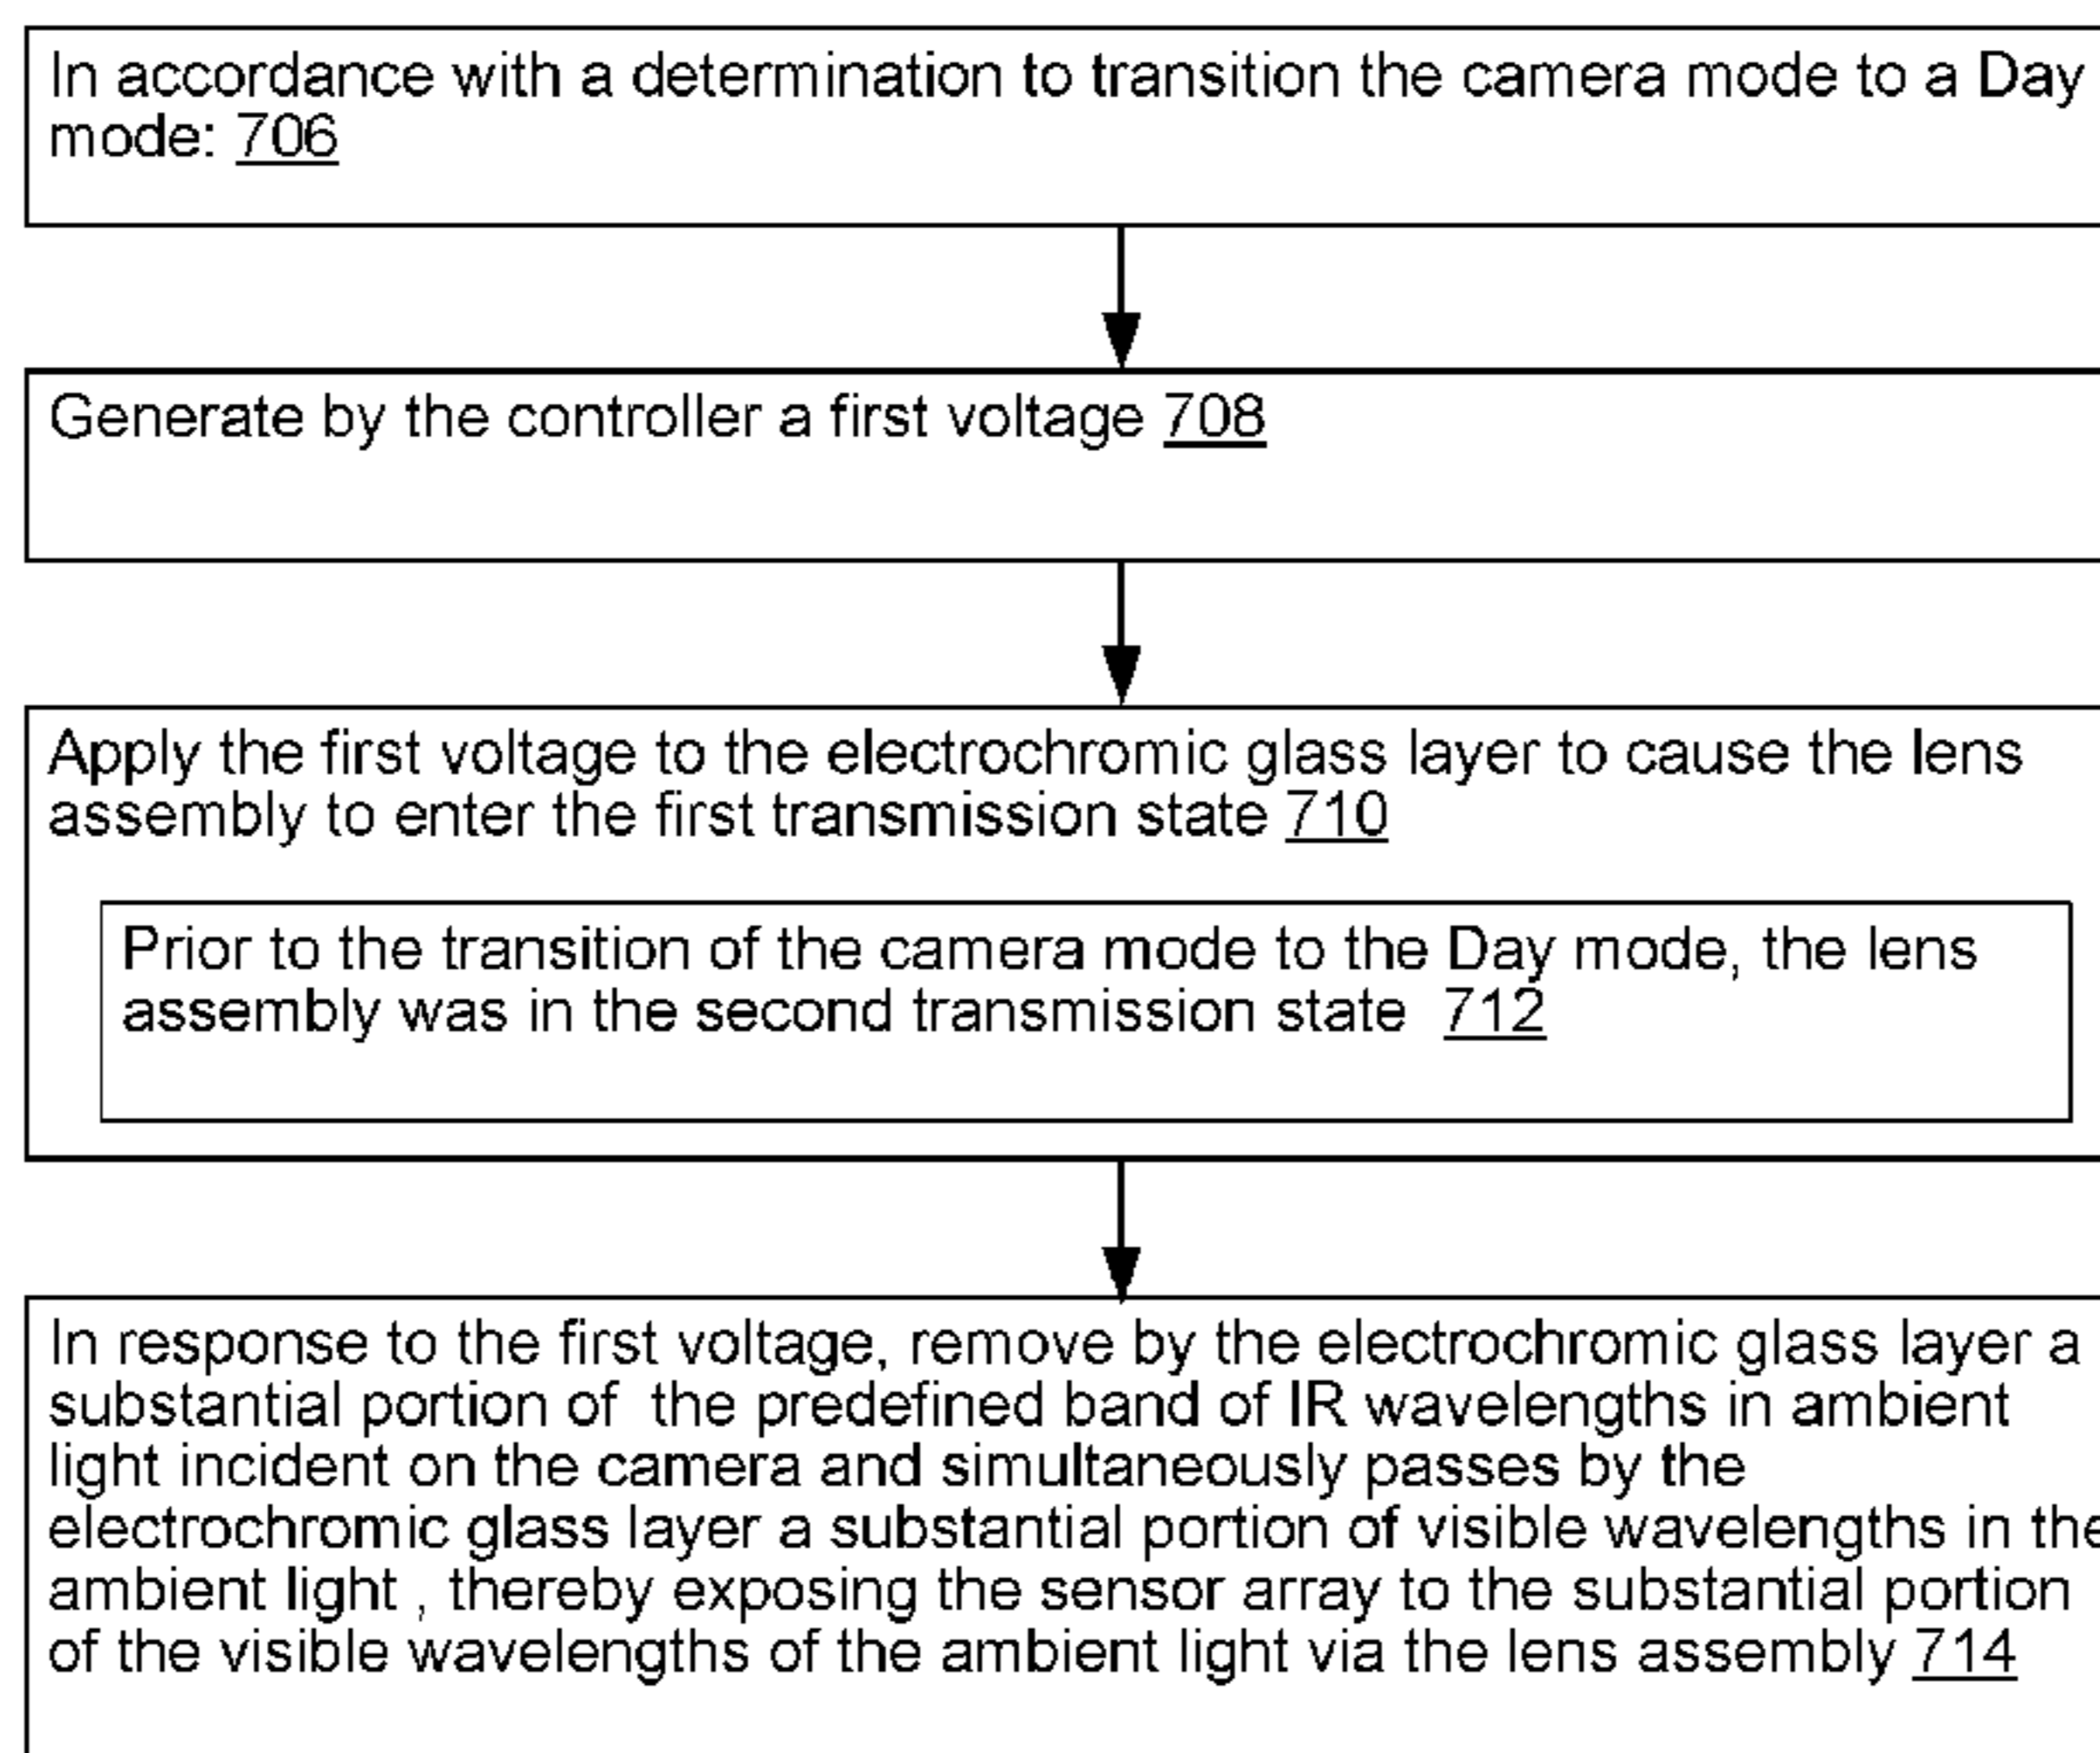 In accordance with a determination to transition the camera mode to a Day
mode: 706
Generate by the controller a first voltage 708
Apply the first voltage to the electrochromic glass layer to cause the lens
assembly to enter the first transmission state 710
Prior to the transition of the camera mode to the Day mode, the lens
assembly was in the second transmission state 712
In response to the first voltage, remove by the electrochromic glass layer a
substantial portion of the predefined band of IR wavelengths in ambient
light incident on the camera and simultaneously passes by the
electrochromic glass layer a substantial portion of visible wavelengths in the
ambient light , thereby exposing the sensor array to the substantial portion
of the visible wavelengths of the ambient light via the lens assembly 714